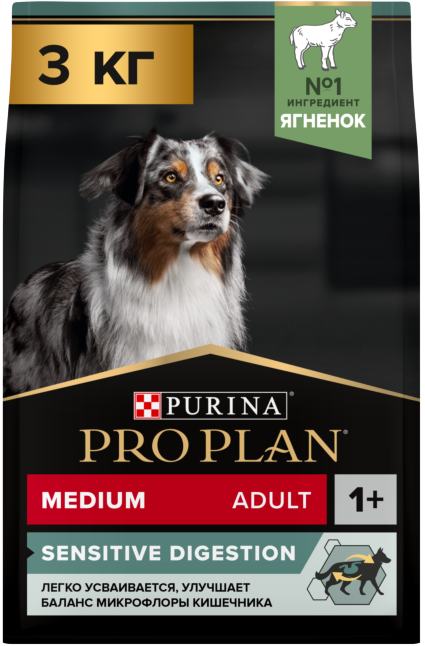 3 КГ
№1
ИНГРЕДИЕНТ
ЯГНЕНОК
PURINA®
PRO PLAN®
MEDIUM ADULT 1+
SENSITIVE DIGESTION
ЛЕГКО УСВАИВАЕТСЯ, УЛУЧШАЕТ
БАЛАНС МИКРОФЛОРЫ КИШЕЧНИКА